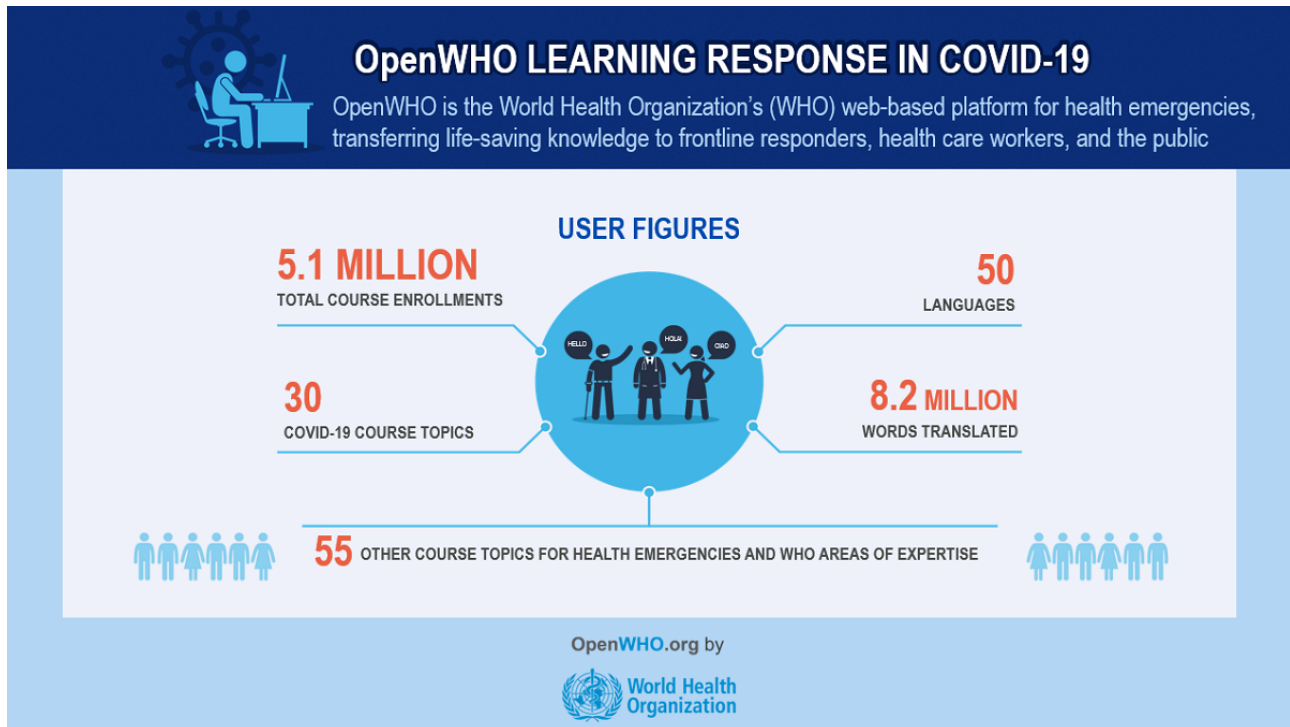 OpenWHO LEARNING RESPONSE IN COVID-19
OpenWHO is the World Health Organization's (WHO) web-based platform for health emergencies,
transferring life-saving knowledge to frontline responders, health care workers, and the public
USER FIGURES
5.1 MILLION
TOTAL COURSE ENROLLMENTS
50
LANGUAGES
HELLO
HOLA!
CIAO
30
COVID-19 COURSE TOPICS
8.2 MILLION
WORDS TRANSLATED
55 OTHER COURSE TOPICS FOR HEALTH EMERGENCIES AND WHO AREAS OF EXPERTISE
OpenWHO.org by
World Health
Organization